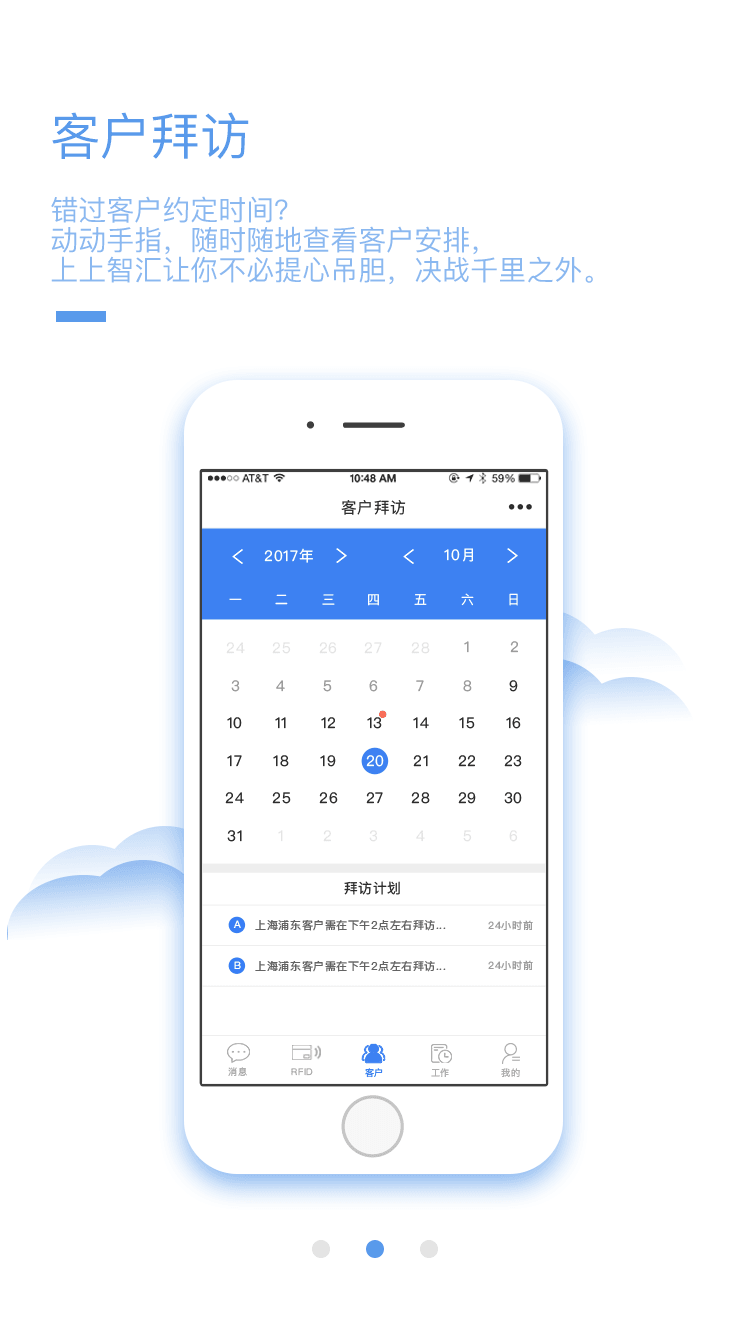 客户拜访
错过客户约定时间?
动动手指，随时随地查看客户安排，
上上智汇让你不必提心吊胆，决战千里之外。
AT&T 10:48 AM 59%
客户拜访
2017年 10月
一 二 三 四 五 六 日
24 25 26 27 28 1 2
3 4 5 6 7 8 9
10 11 12 13 14 15 16
17 18 19 20 21 22 23
24 25 26 27 28 29 30
31 1 2 3 4 5 6
拜访计划
A 上海浦东客户需在下午2点左右拜访... 24小时前
B 上海浦东客户需在下午2点左右拜访... 24小时前
消息 RFID 客户 工作 我的